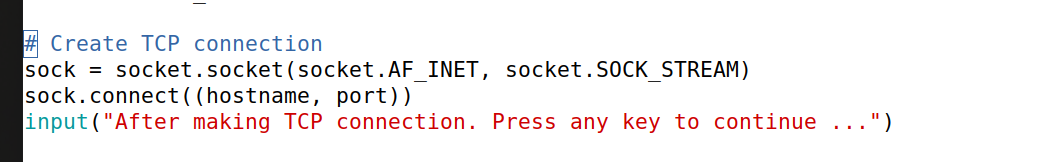 # Create TCP connection
sock = socket.socket(socket.AF_INET, socket.SOCK_STREAM)
sock.connect((hostname, port))
input("After making TCP connection. Press any key to continue ...")